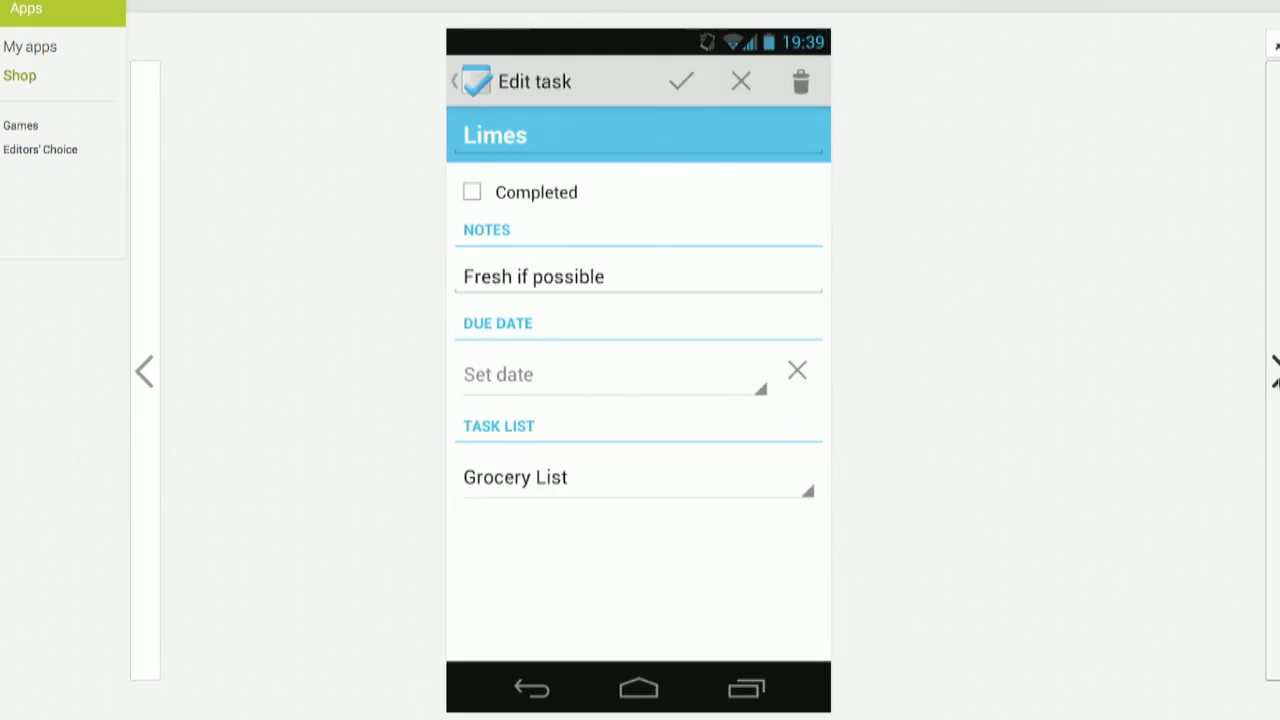 Apps
My apps
Shop
Games
Editors' Choice
19:39
Edit task
Limes
Completed
NOTES
Fresh if possible
DUE DATE
Set date
TASK LIST
Grocery List